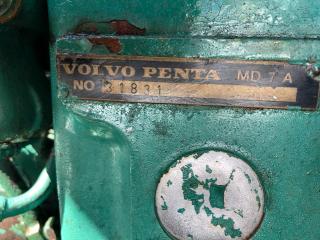 VOLVO PENTA MD 7 A
NO 31831